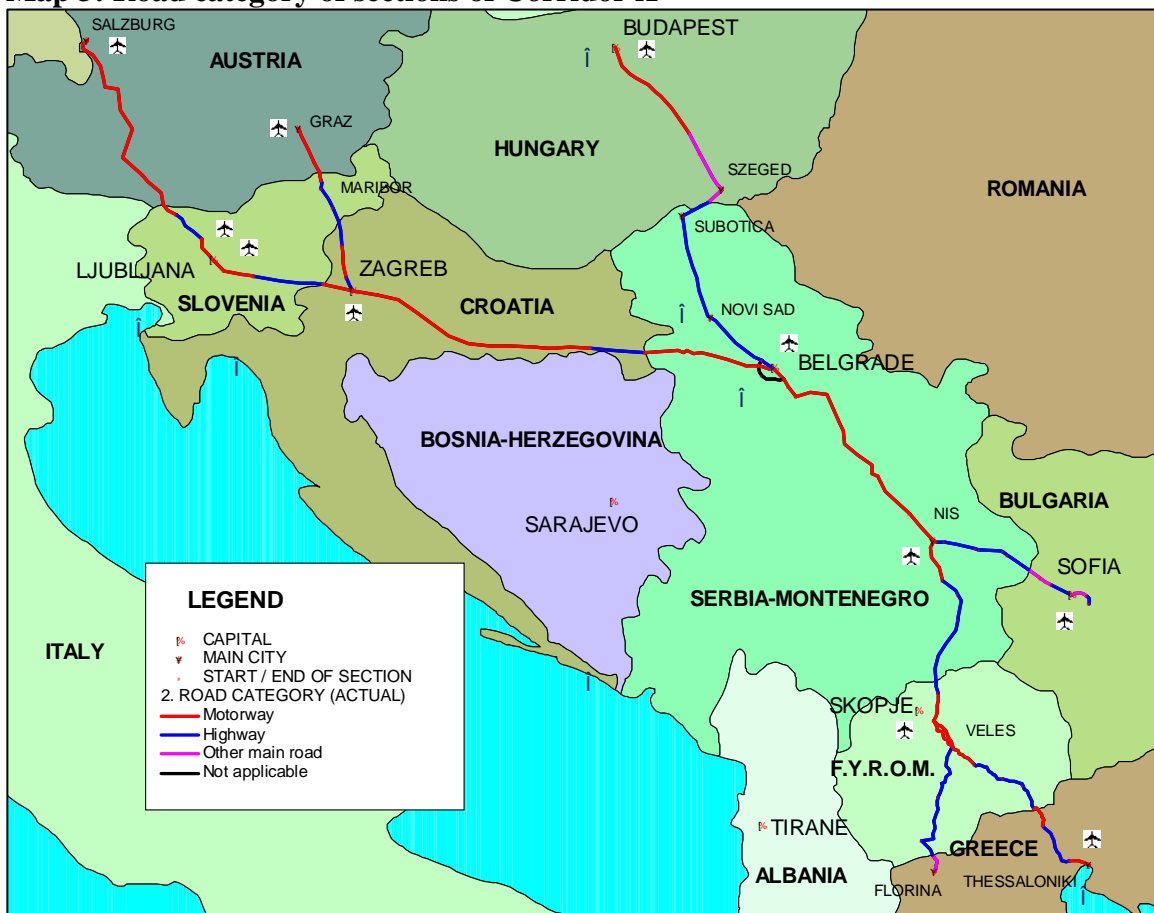 SALZBURG
BUDAPEST
AUSTRIA
GRAZ
HUNGARY
SZEGED
ROMANIA
MARIBOR
SUBOTICA
LJUBLJANA
ZAGREB
SLOVENIA
CROATIA
NOVI SAD
BELGRADE
BOSNIA-HERZEGOVINA
SARAJEVO
BULGARIA
NIS
SOFIA
SERBIA-MONTENEGRO
ITALY
LEGEND
CAPITAL
MAIN CITY
START / END OF SECTION
2. ROAD CATEGORY (ACTUAL)
Motorway
Highway
Other main road
Not applicable
SKOPJE
VELES
F.Y.R.O.M.
TIRANE
ALBANIA
GREECE
FLORINA
THESSALONIKI